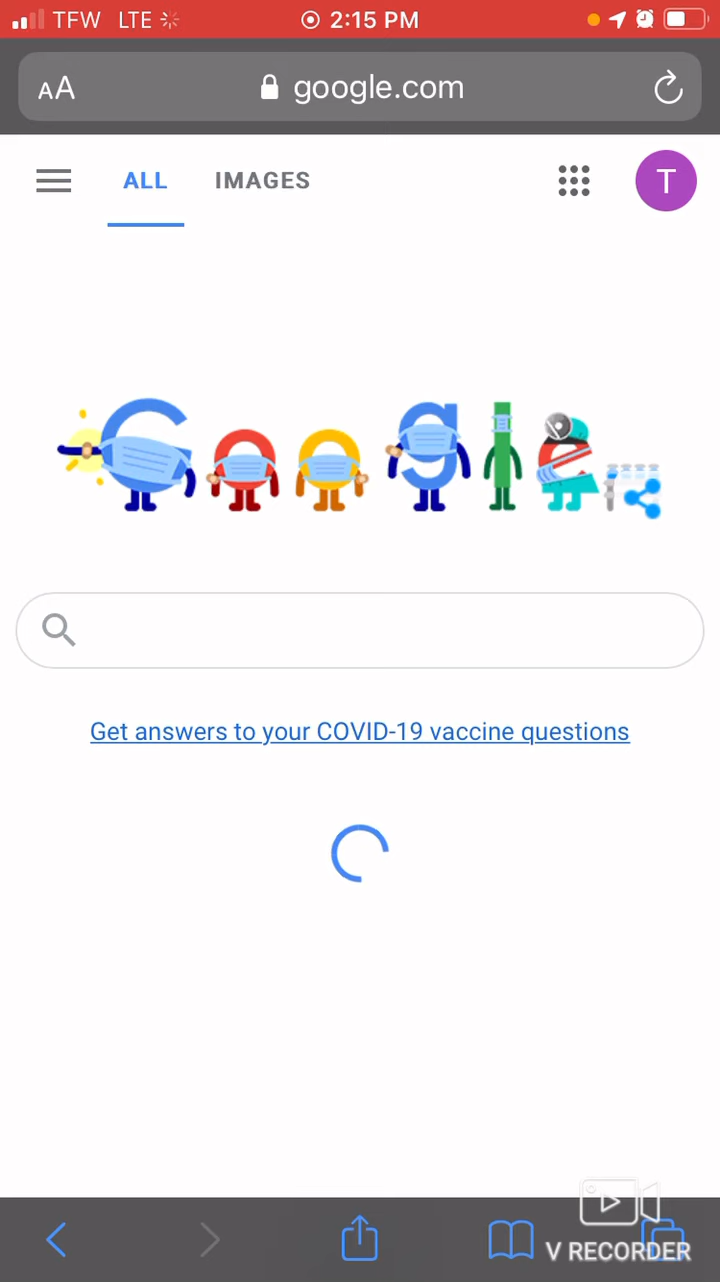 TFW LTE 2:15 PM
AA google.com
ALL IMAGES T
Google
Get answers to your COVID-19 vaccine questions
V RECORDER